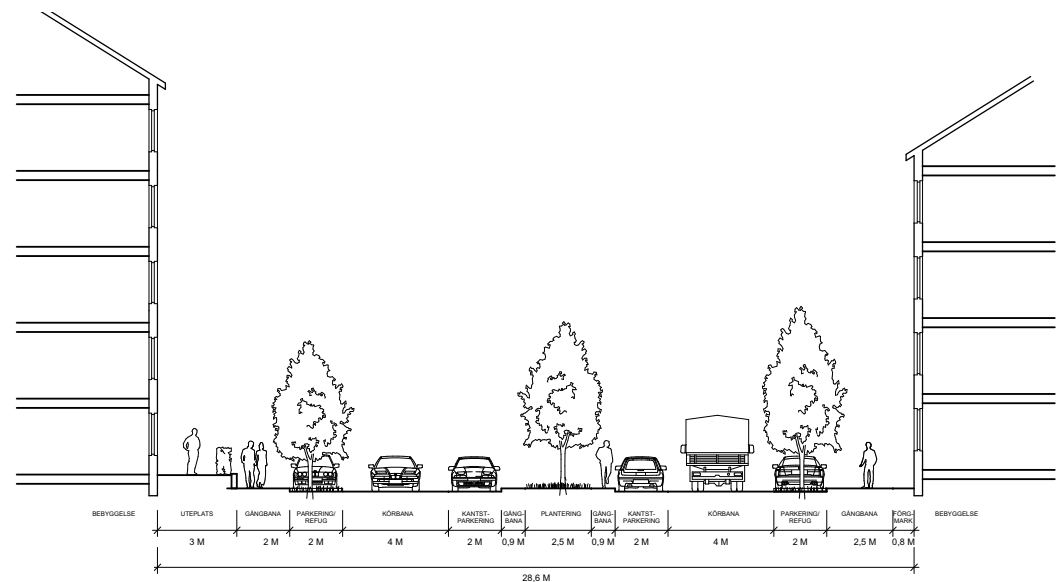 BEBYGGELSE UTEPLATS GÅNGBANA PARKERING/ REFUG KÖRBANA KANTST- PARKERING GÅNG- BANA PLANTERING GÅNG- BANA KANTST- PARKERING KÖRBANA PARKERING/ REFUG GÅNGBANA FÖRG- MARK BEBYGGELSE
3 M 2 M 2 M 4 M 2 M 0,9 M 2,5 M 0,9 M 2 M 4 M 2 M 2,5 M 0,8 M
28,6 M